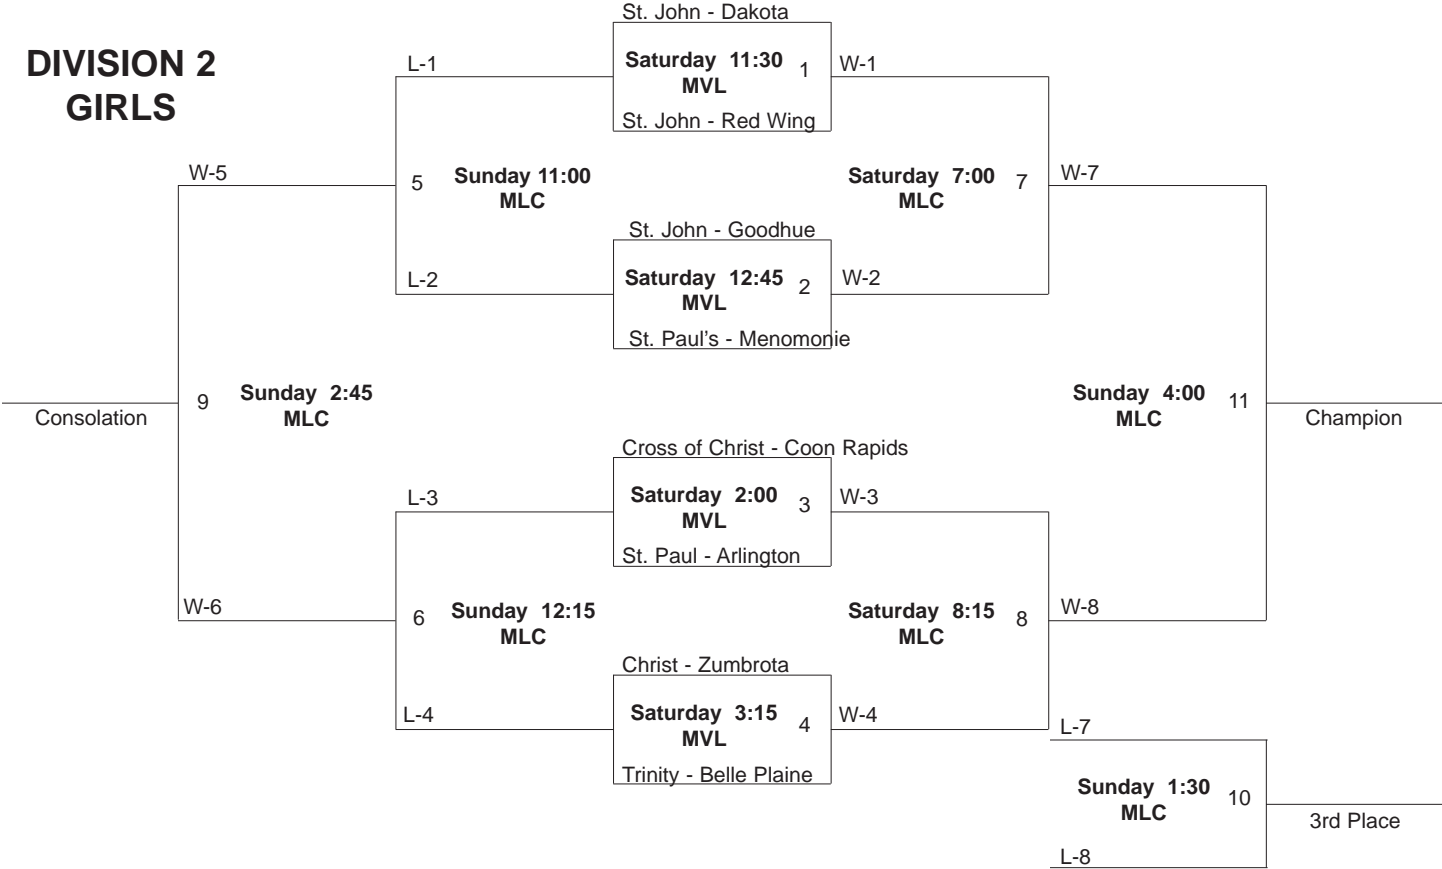 DIVISION 2
GIRLS
St. John - Dakota
L-1
Saturday 11:30
MVL
1
W-1
St. John - Red Wing
W-5
5
Sunday 11:00
MLC
Saturday 7:00
MLC
7
W-7
St. John - Goodhue
L-2
Saturday 12:45
MVL
2
W-2
St. Paul's - Menomonie
9
Sunday 2:45
MLC
Consolation
Sunday 4:00
MLC
11
Champion
Cross of Christ - Coon Rapids
L-3
Saturday 2:00
MVL
3
W-3
St. Paul - Arlington
W-6
6
Sunday 12:15
MLC
Saturday 8:15
MLC
8
W-8
Christ - Zumbrota
L-4
Saturday 3:15
MVL
4
W-4
Trinity - Belle Plaine
L-7
Sunday 1:30
MLC
10
3rd Place
L-8